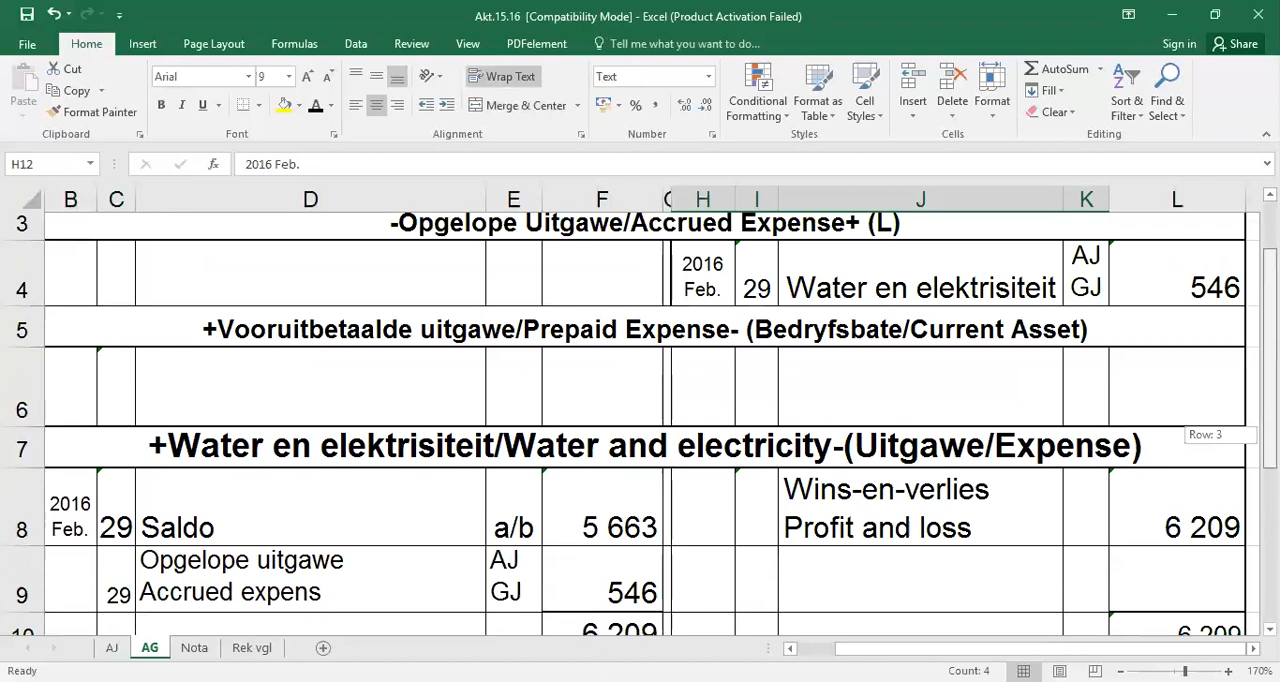 Akt.15.16 [Compatibility Mode] - Excel (Product Activation Failed)
File Home Insert Page Layout Formulas Data Review View PDFelement Tell me what you want to do... Sign in Share
Paste Cut Copy Format Painter Clipboard
Arial 9 B I U A Font
Wrap Text Merge & Center Alignment
Text % Number
Conditional Formatting Format as Table Cell Styles Styles
Insert Delete Format Cells
AutoSum Fill Clear Sort & Filter Find & Select Editing
H12 fx 2016 Feb.
B C D E F H I J K L
3 -Opgelope Uitgawe/Accrued Expense+ (L)
4 2016 Feb. 29 Water en elektrisiteit AJ GJ 546
5 +Vooruitbetaalde uitgawe/Prepaid Expense- (Bedryfsbate/Current Asset)
6
7 +Water en elektrisiteit/Water and electricity-(Uitgawe/Expense)
Row: 3
8 2016 Feb. 29 Saldo a/b 5 663 Wins-en-verlies Profit and loss 6 209
9 29 Opgelope uitgawe Accrued expens AJ GJ 546
10 6 209 6 209
AJ AG Nota Rek vgl
Ready Count: 4 170%